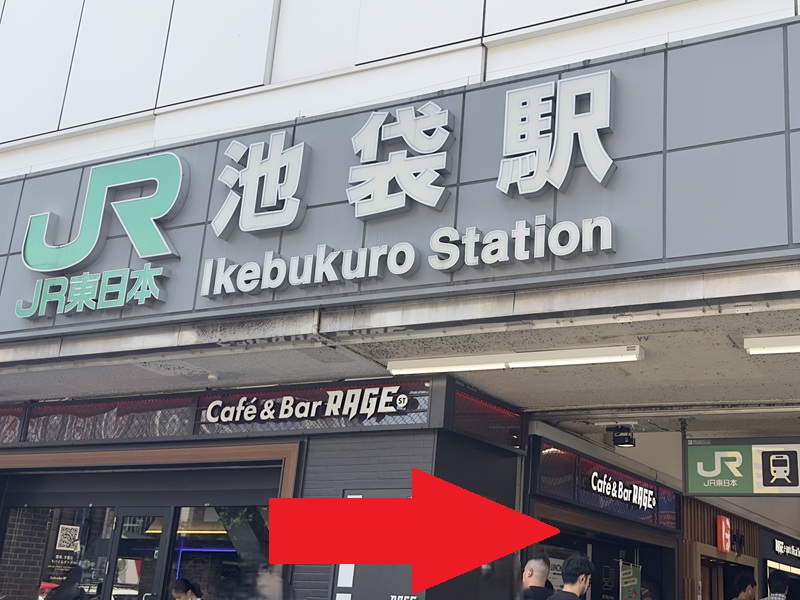 JR 池袋駅
JR東日本 Ikebukuro Station
Café & Bar RAGE ST
Café & Bar RAGE
JR
JR東日本